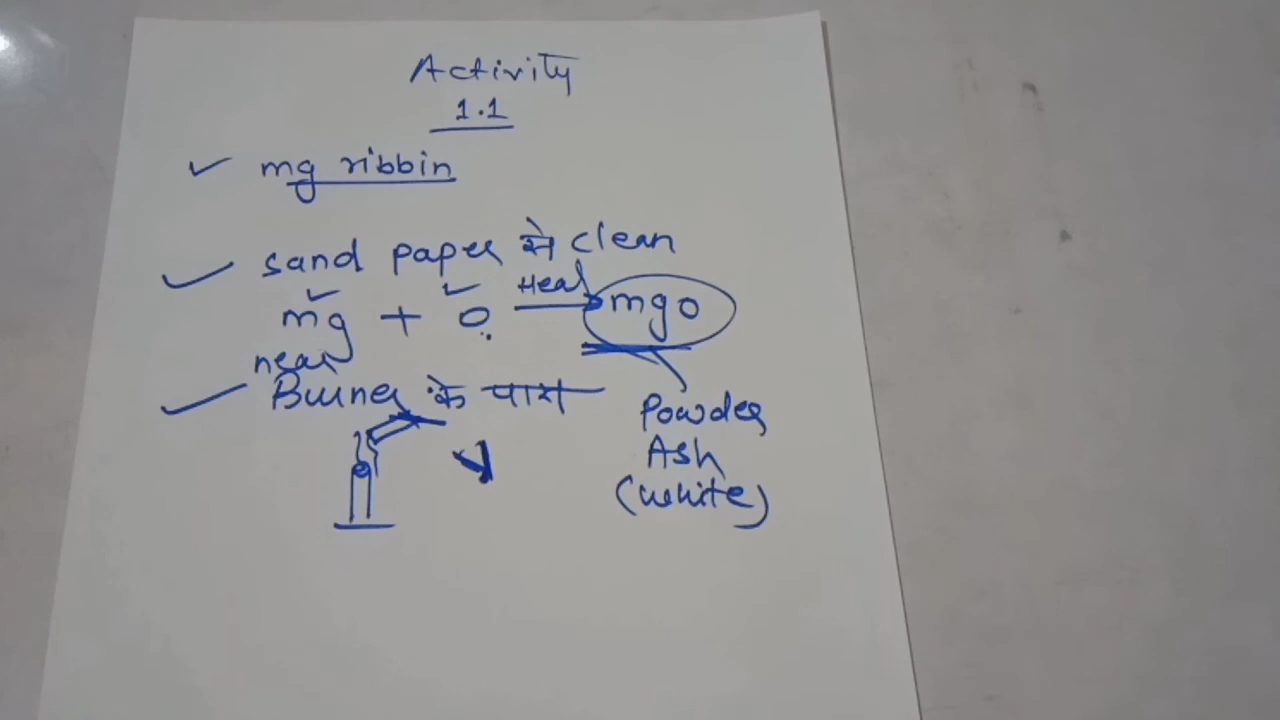 Activity
1.1
mg ribbin
sand paper से clean
Heat
mg + o → mgo
near
Burner के पास
Powder
Ash
(white)